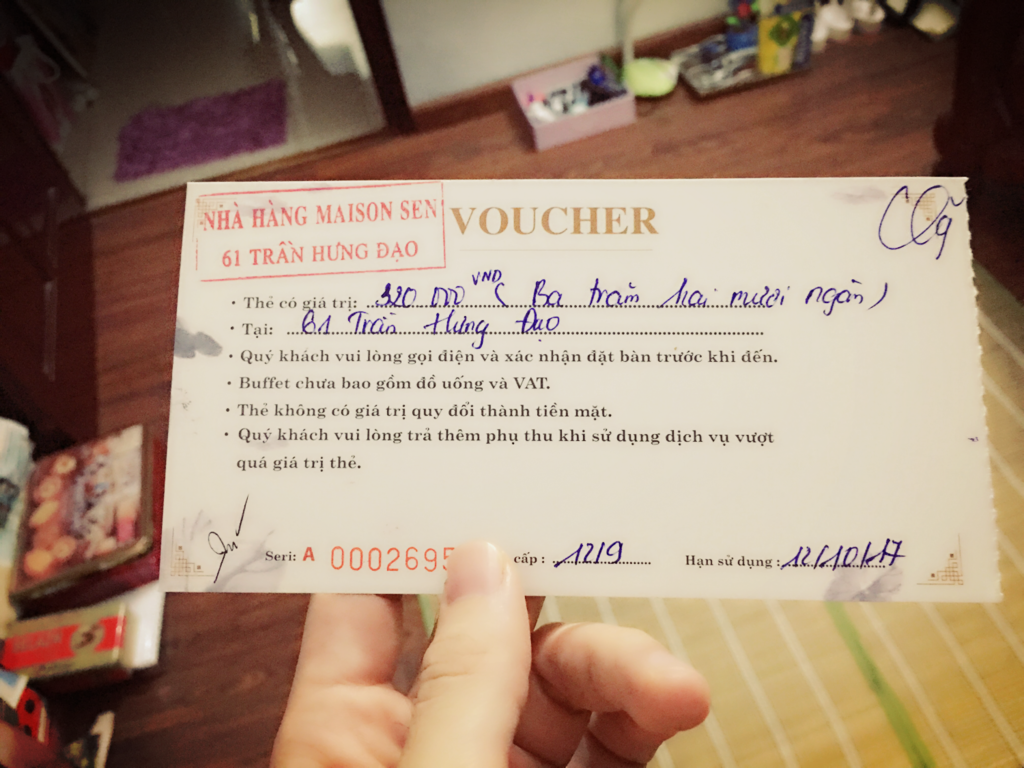 NHÀ HÀNG MAISON SEN
61 TRẦN HƯNG ĐẠO
VOUCHER
• Thẻ có giá trị: 320 000 VND ( Ba trăm hai mươi ngàn )
• Tại: 61 Trần Hưng Đạo
• Quý khách vui lòng gọi điện và xác nhận đặt bàn trước khi đến.
• Buffet chưa bao gồm đồ uống và VAT.
• Thẻ không có giá trị quy đổi thành tiền mặt.
• Quý khách vui lòng trả thêm phụ thu khi sử dụng dịch vụ vượt
quá giá trị thẻ.
Seri: A 0002695 cấp : 12/9 Hạn sử dụng : 12/10/17